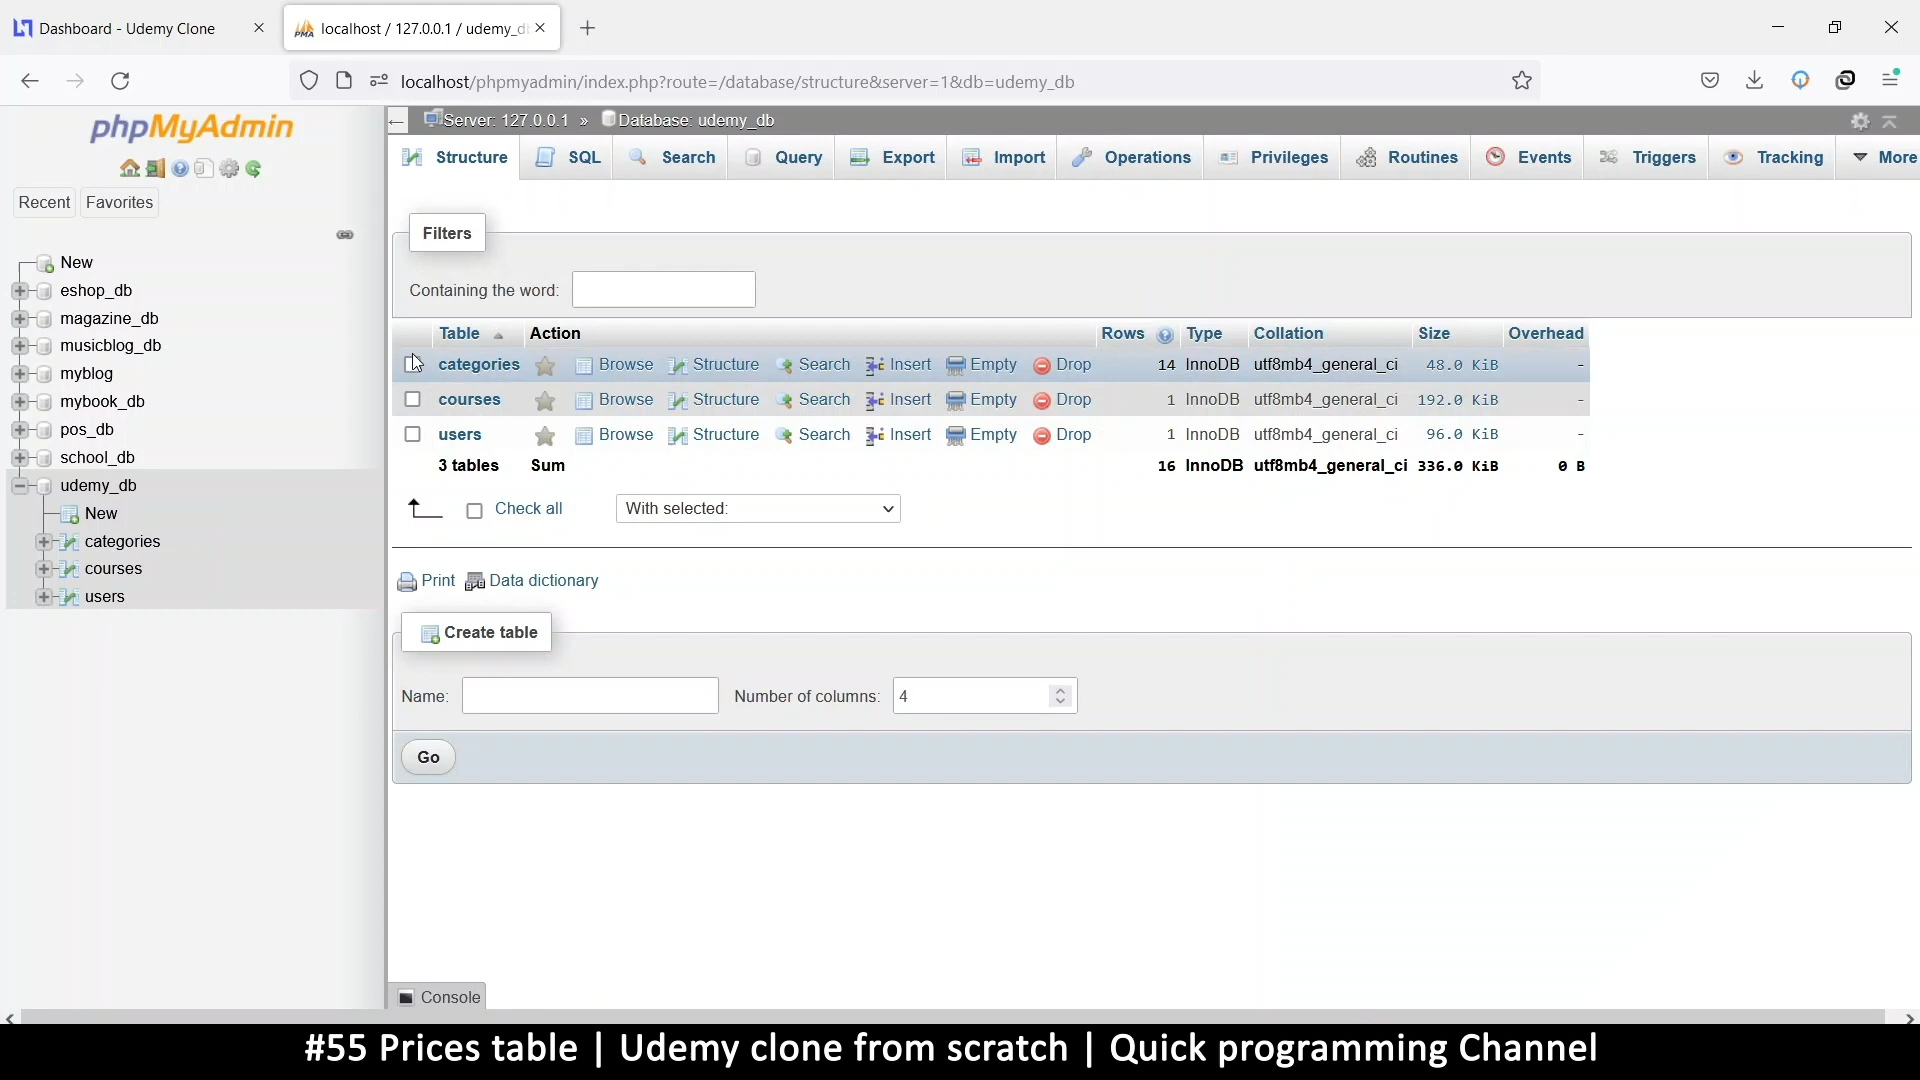 Dashboard - Udemy Clone
localhost / 127.0.0.1 / udemy_d
localhost/phpmyadmin/index.php?route=/database/structure&server=1&db=udemy_db
phpMyAdmin
Recent Favorites
New
eshop_db
magazine_db
musicblog_db
myblog
mybook_db
pos_db
school_db
udemy_db
New
categories
courses
users
Server: 127.0.0.1 » Database: udemy_db
Structure SQL Search Query Export Import Operations Privileges Routines Events Triggers Tracking More
Filters
Containing the word:
Table Action Rows Type Collation Size Overhead
categories Browse Structure Search Insert Empty Drop 14 InnoDB utf8mb4_general_ci 48.0 KiB -
courses Browse Structure Search Insert Empty Drop 1 InnoDB utf8mb4_general_ci 192.0 KiB -
users Browse Structure Search Insert Empty Drop 1 InnoDB utf8mb4_general_ci 96.0 KiB -
3 tables Sum 16 InnoDB utf8mb4_general_ci 336.0 KiB 0 B
Check all With selected:
Print Data dictionary
Create table
Name: Number of columns: 4
Go
Console
#55 Prices table | Udemy clone from scratch | Quick programming Channel